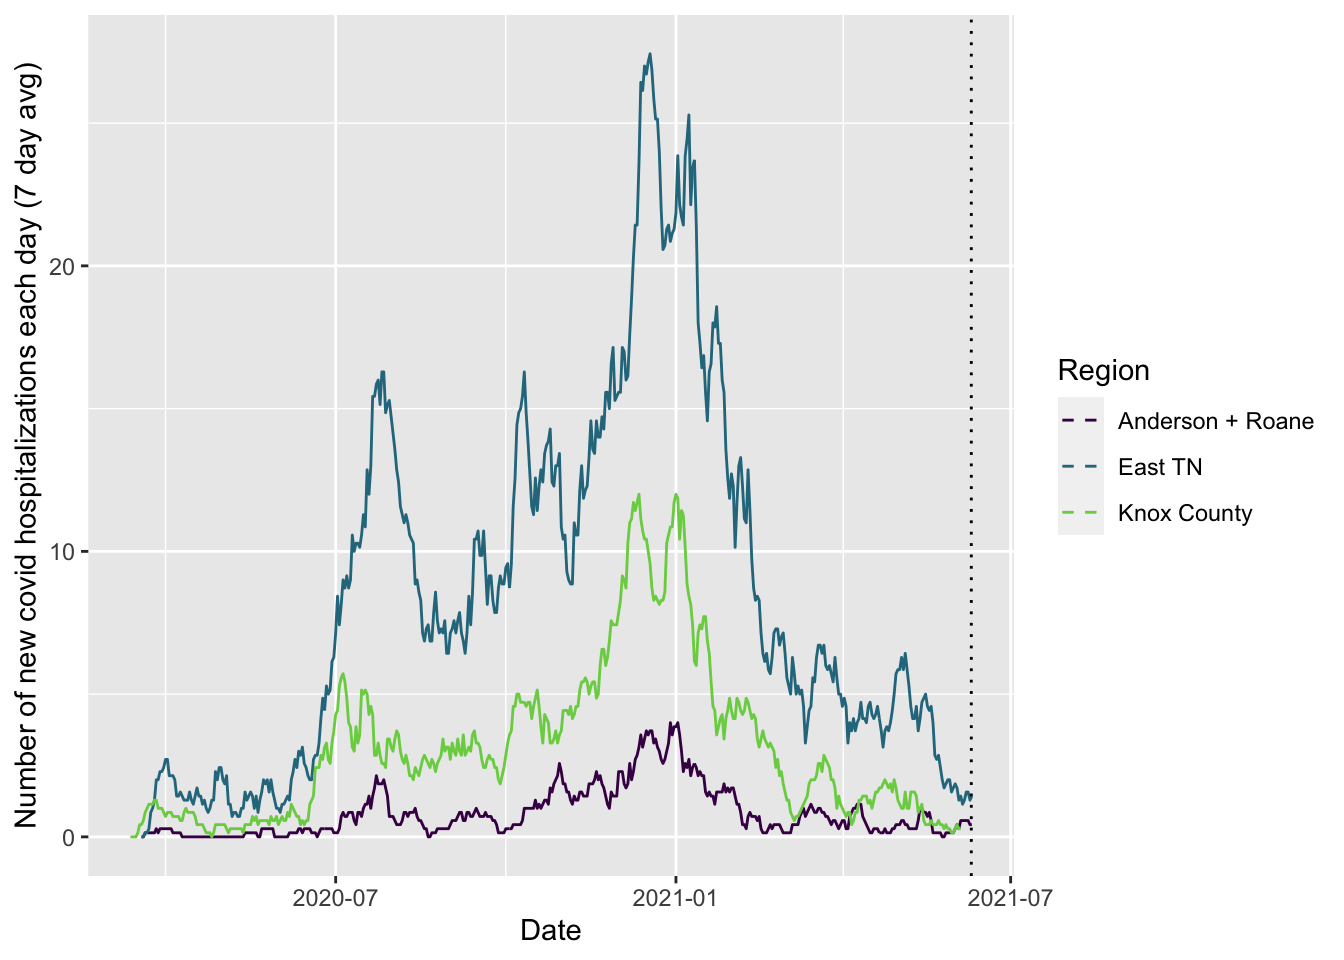 Number of new covid hospitalizations each day (7 day avg)
20
10
0
2020-07
2021-01
2021-07
Date
Region
Anderson + Roane
East TN
Knox County